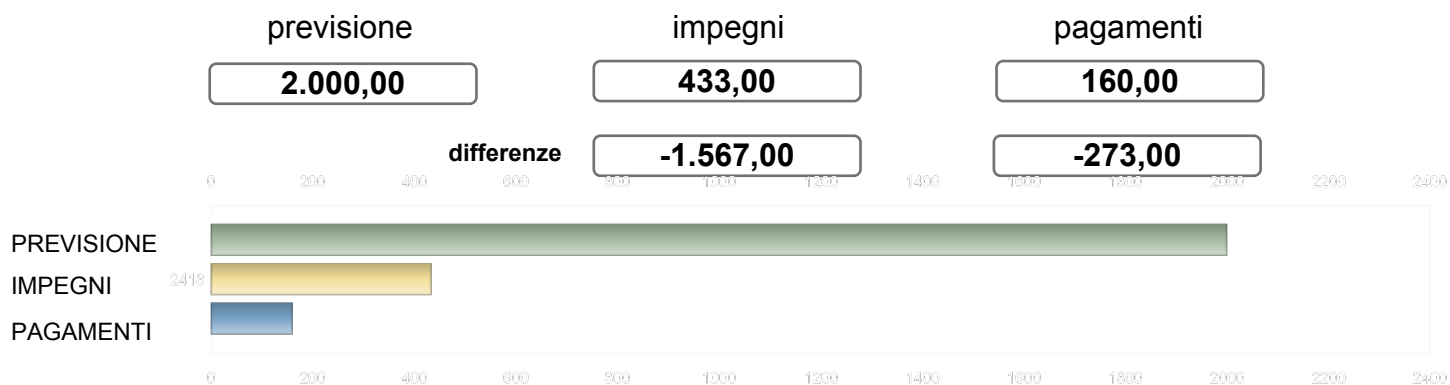 previsione impegni pagamenti
2.000,00 433,00 160,00
differenze -1.567,00 -273,00
0 200 400 600 800 1000 1200 1400 1600 1800 2000 2200 2400
PREVISIONE
IMPEGNI 2418
PAGAMENTI
0 200 400 600 800 1000 1200 1400 1600 1800 2000 2200 2400